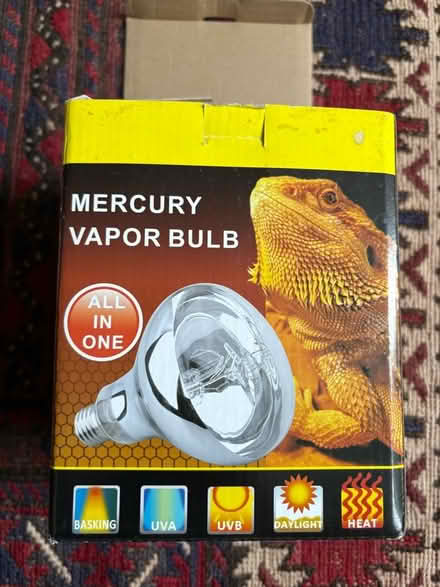 MERCURY
VAPOR BULB
ALL
IN
ONE
BASKING
UVA
UVB
DAYLIGHT
HEAT